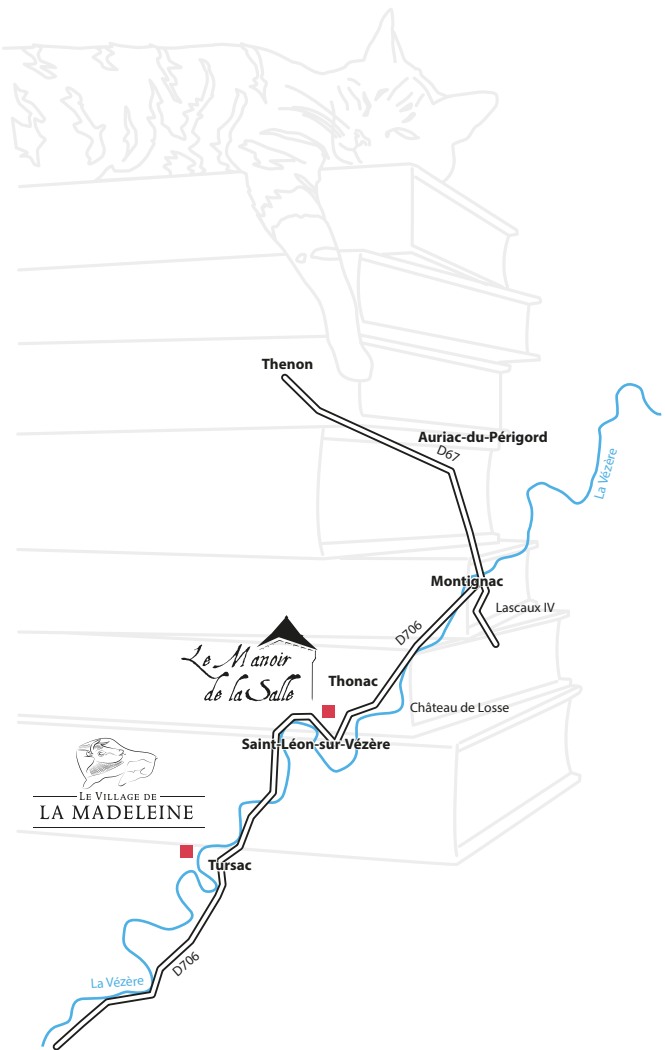 Thenon
Auriac-du-Périgord
D67
La Vézère
Montignac
Lascaux IV
D706
Le Manoir
de la Salle
Thonac
Château de Losse
Saint-Léon-sur-Vézère
LE VILLAGE DE
LA MADELEINE
Tursac
D706
La Vézère